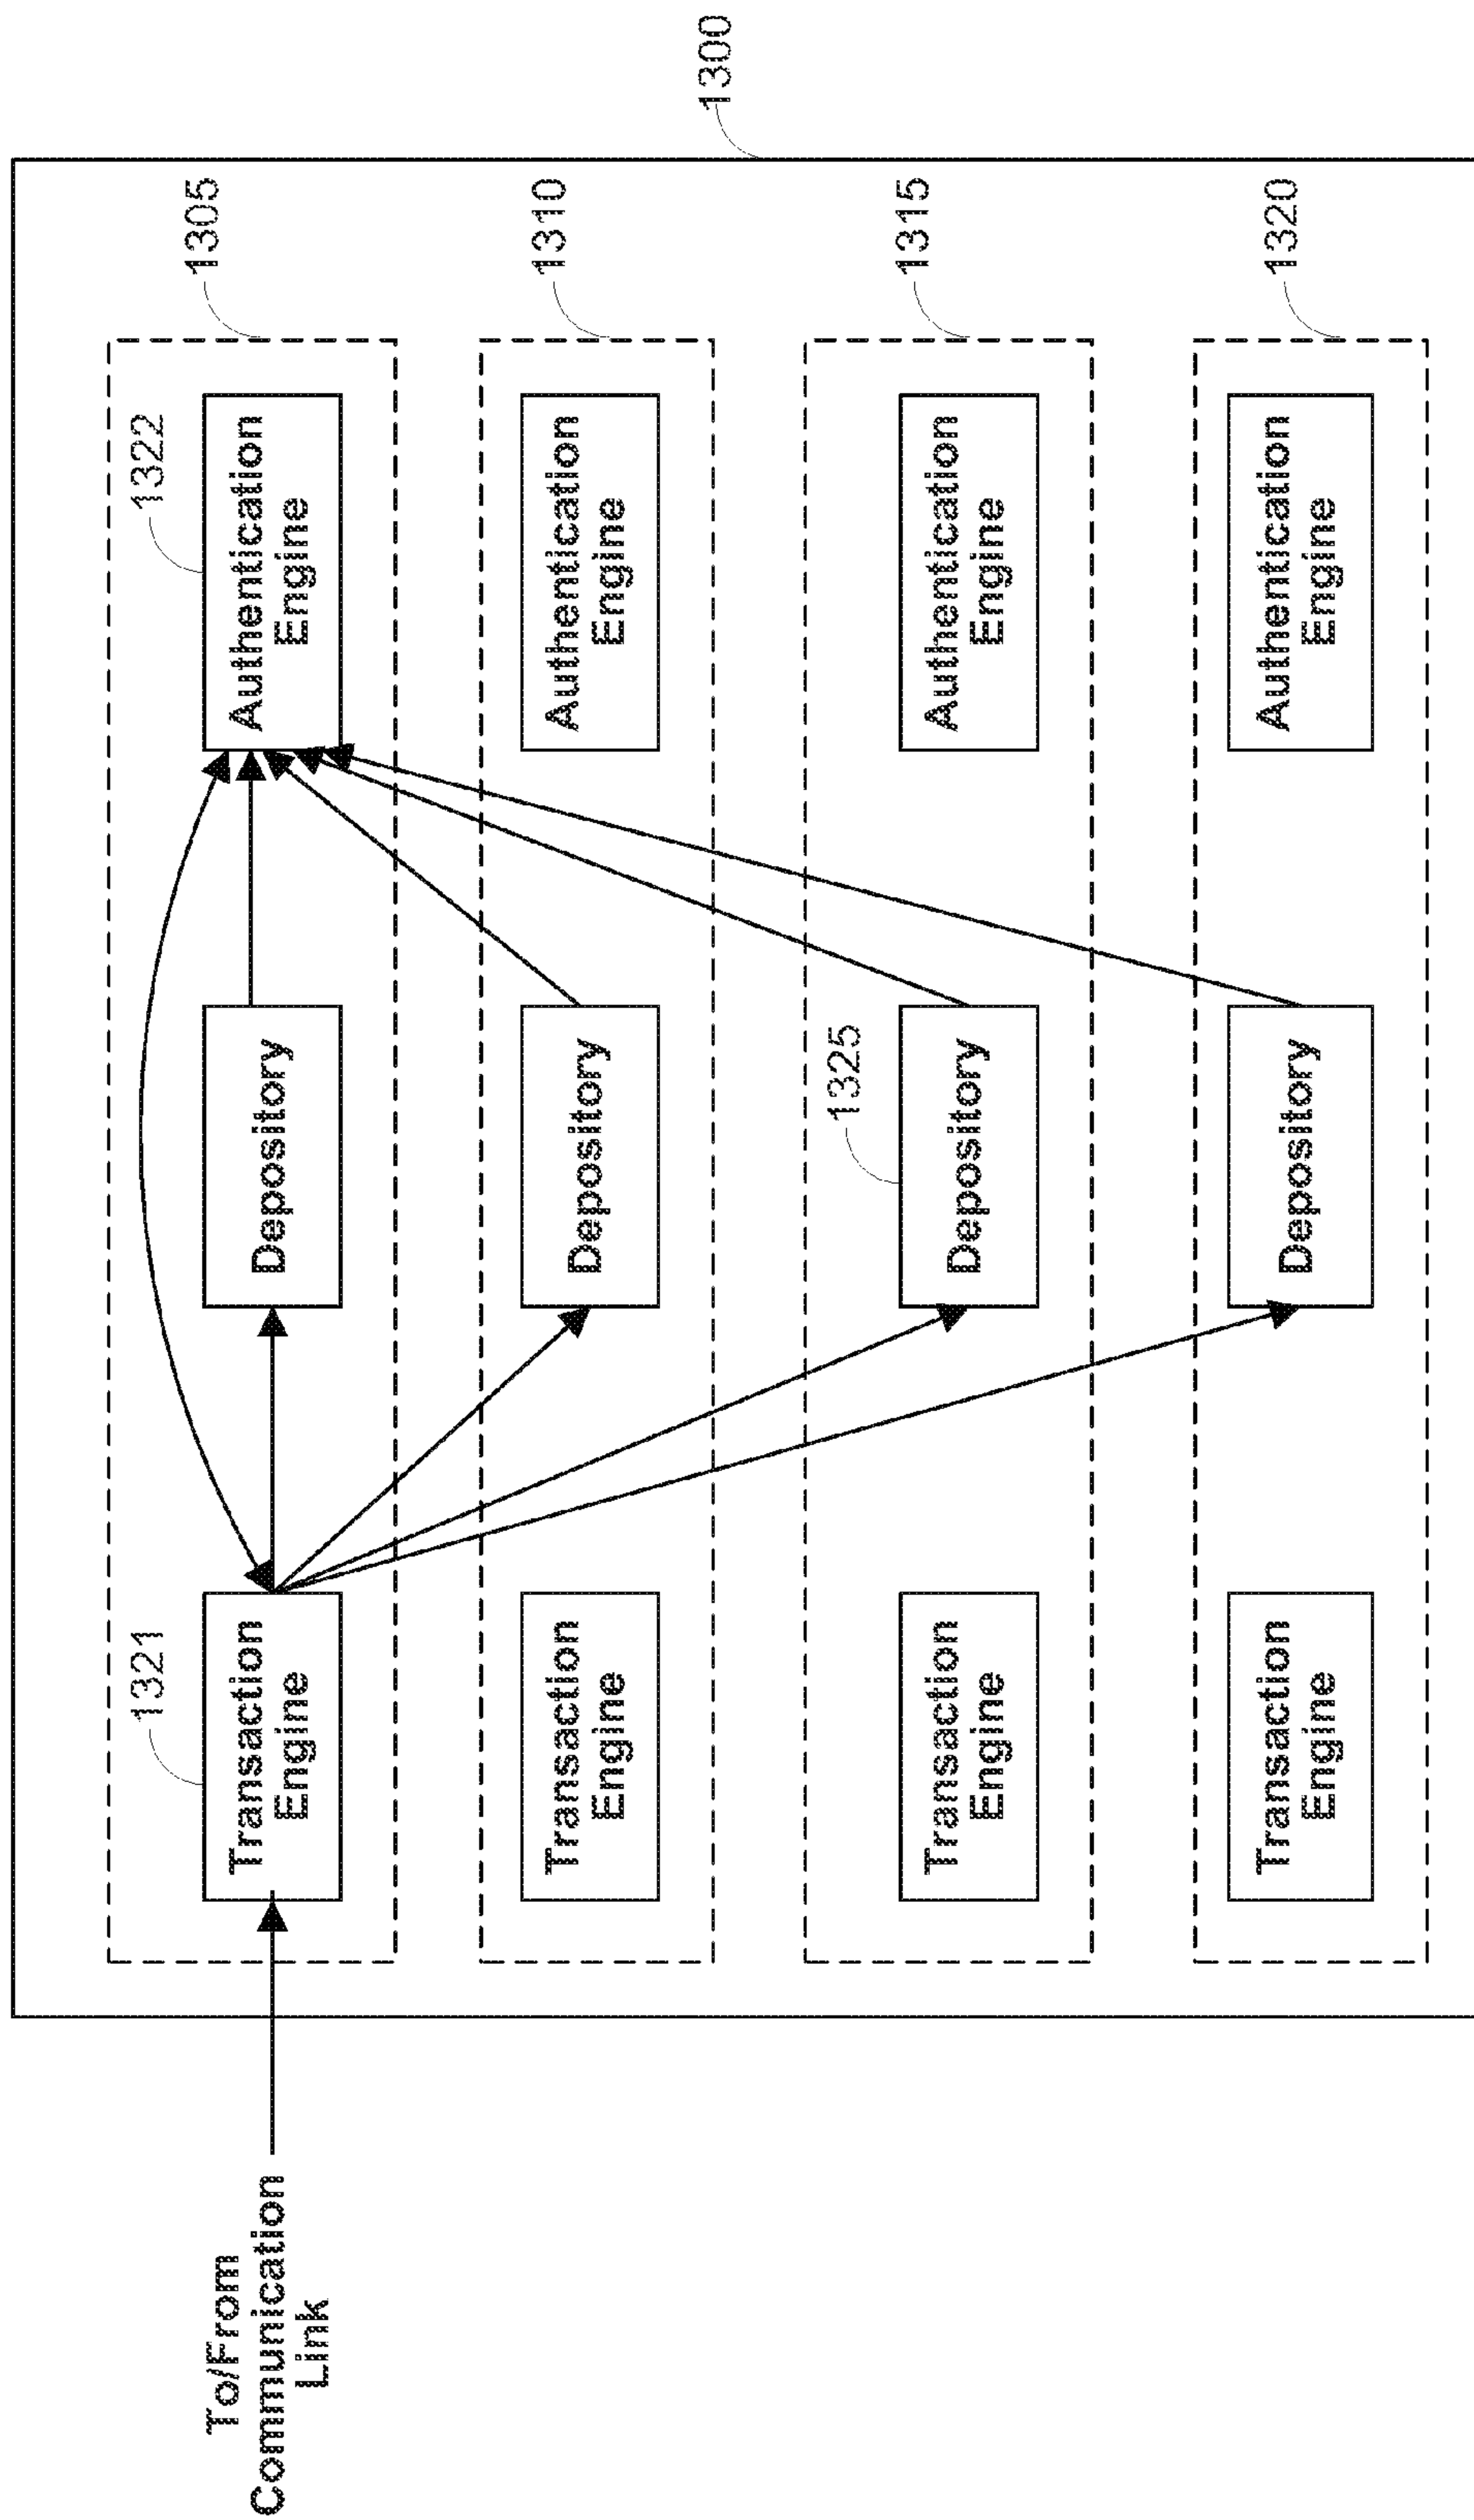 1300
1305
1322
Authentication
Engine
Depository
1321
Transaction
Engine
To/From
Communication
Link
1310
Authentication
Engine
Depository
Transaction
Engine
1315
Authentication
Engine
1325
Depository
Transaction
Engine
1320
Authentication
Engine
Depository
Transaction
Engine